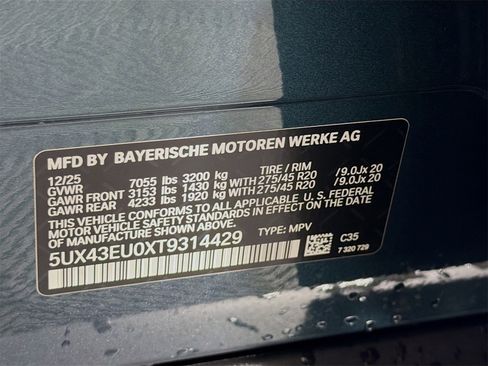 MFD BY BAYERISCHE MOTOREN WERKE AG
12/25 TIRE / RIM
GVWR 7055 lbs 3200 kg
GAWR FRONT 3153 lbs 1430 kg WITH 275/45 R20 /9.0Jx 20
GAWR REAR 4233 lbs 1920 kg WITH 275/45 R20 /9.0Jx 20
THIS VEHICLE CONFORMS TO ALL APPLICABLE U.S. FEDERAL
MOTOR VEHICLE SAFETY STANDARDS IN EFFECT ON THE
DATE OF MANUFACTURE SHOWN ABOVE.
5UX43EU0XT9314429 TYPE: MPV
C35
7 320 729